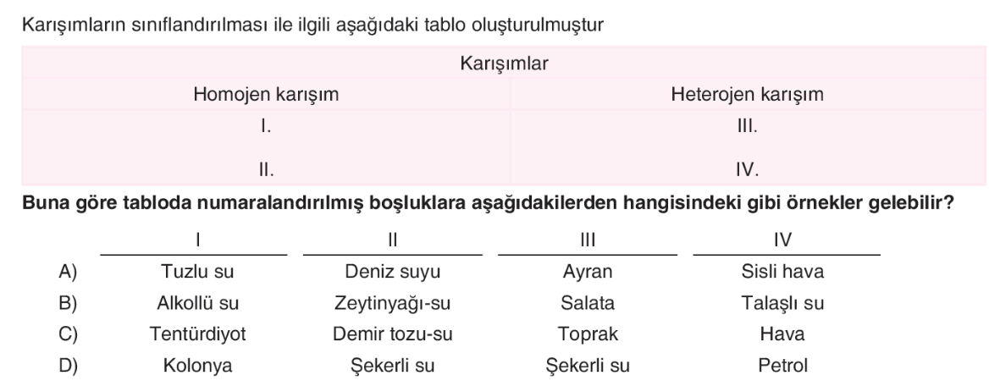 Karışımların sınıflandırılması ile ilgili aşağıdaki tablo oluşturulmuştur
Karışımlar
Homojen karışım Heterojen karışım
I. III.
II. IV.
Buna göre tabloda numaralandırılmış boşluklara aşağıdakilerden hangisindeki gibi örnekler gelebilir?
I II III IV
A) Tuzlu su Deniz suyu Ayran Sisli hava
B) Alkollü su Zeytinyağı-su Salata Talaşlı su
C) Tentürdiyot Demir tozu-su Toprak Hava
D) Kolonya Şekerli su Şekerli su Petrol